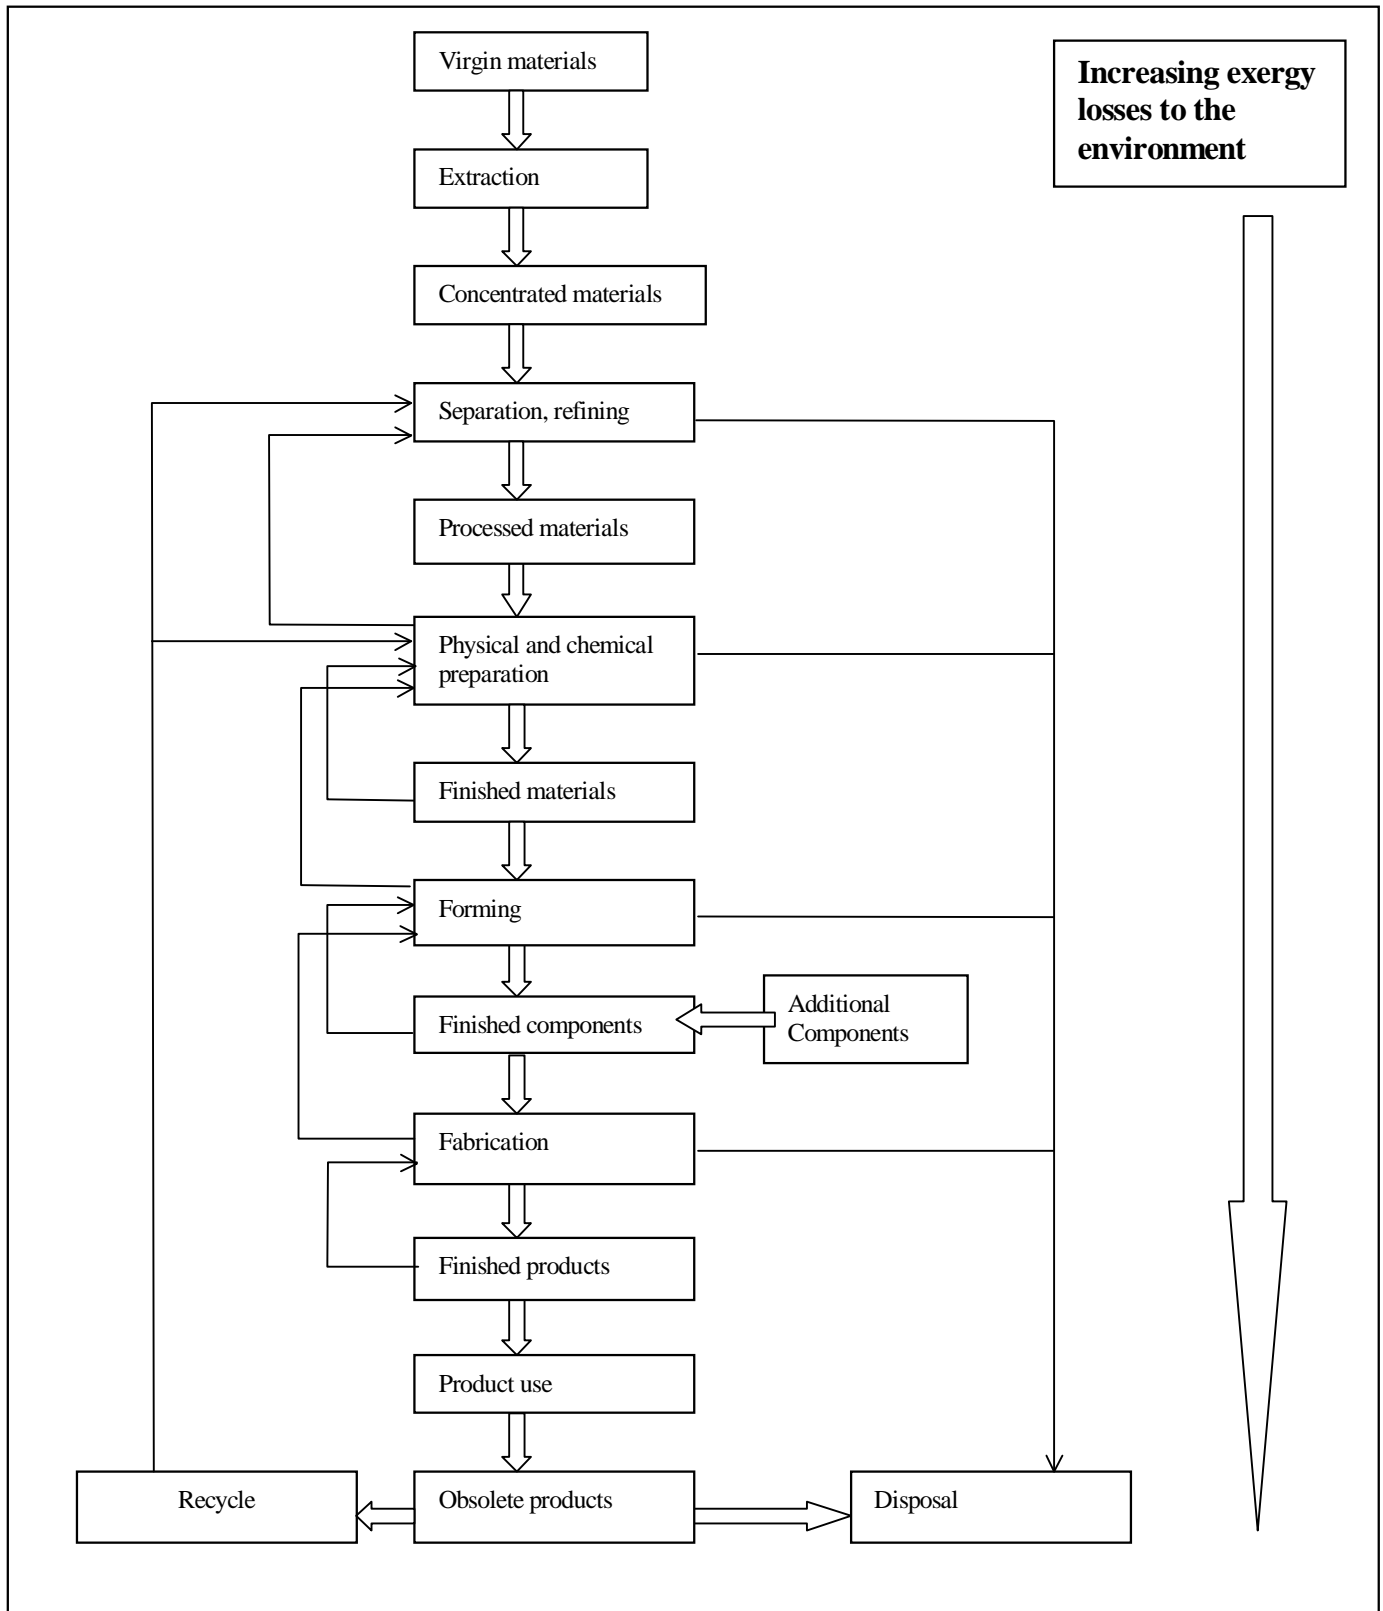 Virgin materials
Increasing exergy
losses to the
environment
Extraction
Concentrated materials
Separation, refining
Processed materials
Physical and chemical
preparation
Finished materials
Forming
Additional
Components
Finished components
Fabrication
Finished products
Product use
Recycle
Obsolete products
Disposal